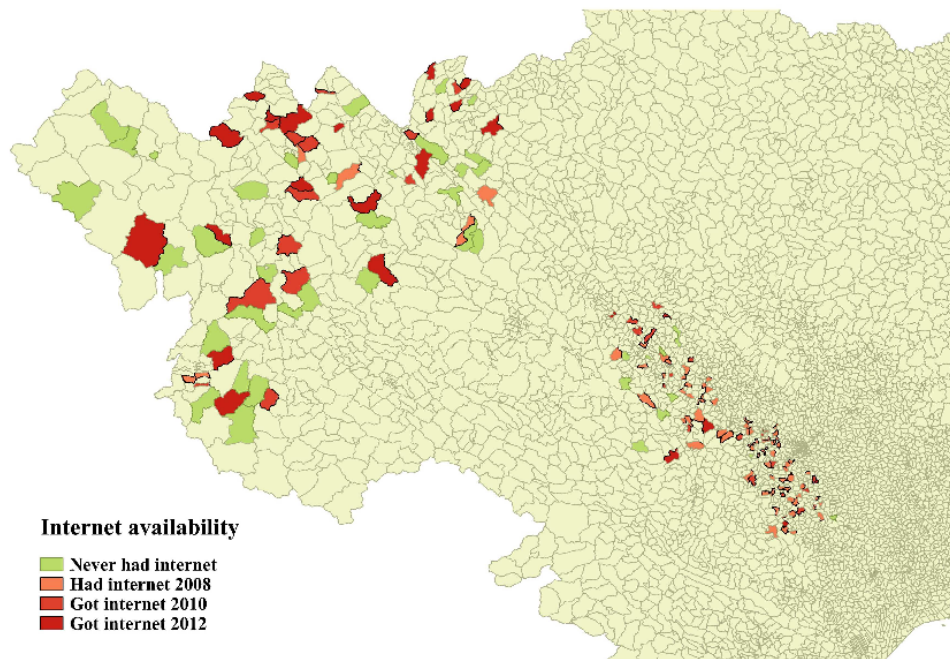 Internet availability
Never had internet
Had internet 2008
Got internet 2010
Got internet 2012